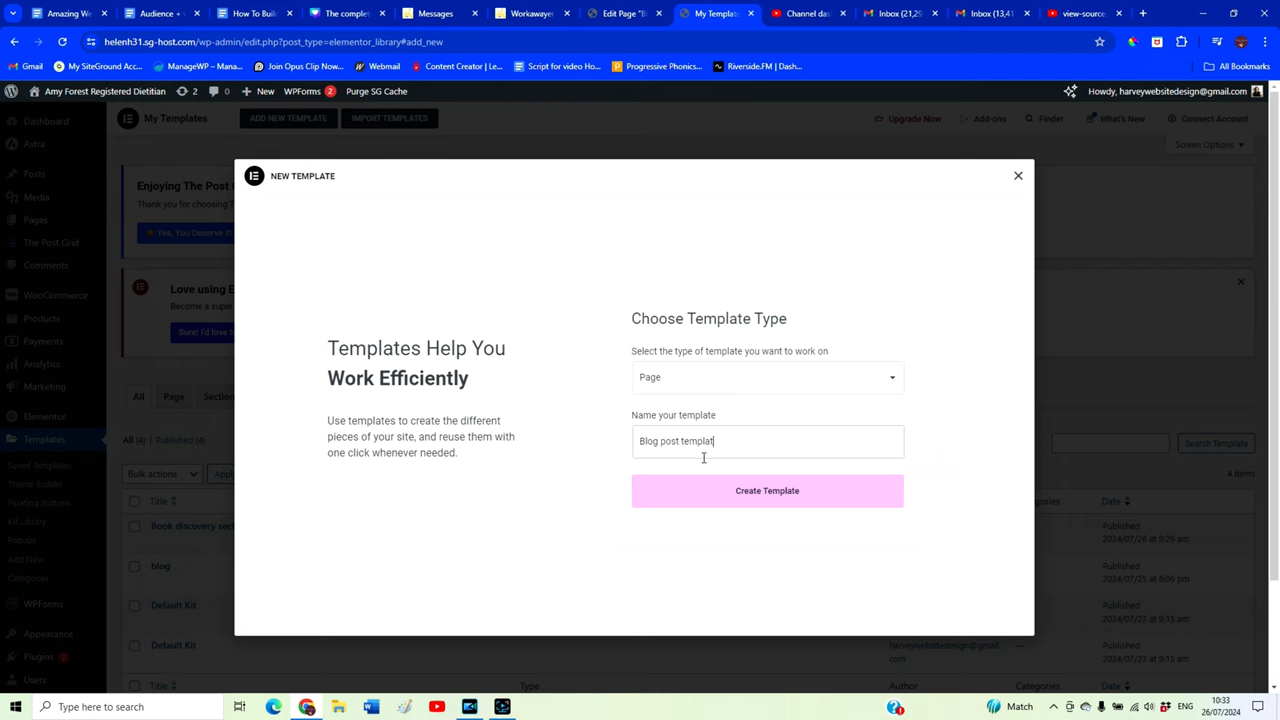 Amazing We
Audience +
How To Buil
The complet
Messages
Workawayer
Edit Page "Bl
My Templat
Channel das
Inbox (21,29
Inbox (13,41
view-source
helenh31.sg-host.com/wp-admin/edit.php?post_type=elementor_library#add_new
Gmail
My SiteGround Acc...
ManageWP – Mana...
Join Opus Clip Now...
Webmail
Content Creator | Le...
Script for video Ho...
Progressive Phonics...
Riverside.FM | Dash...
All Bookmarks
Amy Forest Registered Dietitian
2
0
New
WPForms 2
Purge SG Cache
Howdy, harveywebsitedesign@gmail.com
My Templates
ADD NEW TEMPLATE
IMPORT TEMPLATES
Upgrade Now
Add-ons
Finder
What's New
Connect Account
Screen Options
Dashboard
Astra
Posts
Media
Pages
The Post Grid
Comments
WooCommerce
Products
Payments
Analytics
Marketing
Elementor
Templates
Saved Templates
Theme Builder
Floating Buttons
Kit Library
Popups
Add New
Categories
WPForms
Appearance
Plugins 2
Users
Enjoying The Post G
Thank you for choosing T
Yes, You Deserve It
Love using E
Become a super
Sure! I'd love to
All
Page
Section
All (4) | Published (4)
Bulk actions
Search Template
4 items
Title
Categories
Date
Book discovery sect
Published
2024/07/26 at 9:29 am
blog
Published
2024/07/25 at 6:06 pm
Default Kit
Published
2024/07/23 at 9:15 am
Default Kit
harveywebsitedesign@gmail.
com
—
Published
2024/07/23 at 9:15 am
Title
Type
Author
Categories
Date
NEW TEMPLATE
Templates Help You
Work Efficiently
Use templates to create the different
pieces of your site, and reuse them with
one click whenever needed.
Choose Template Type
Select the type of template you want to work on
Page
Name your template
Blog post templat
Create Template
Type here to search
Match
ENG
10:33
26/07/2024